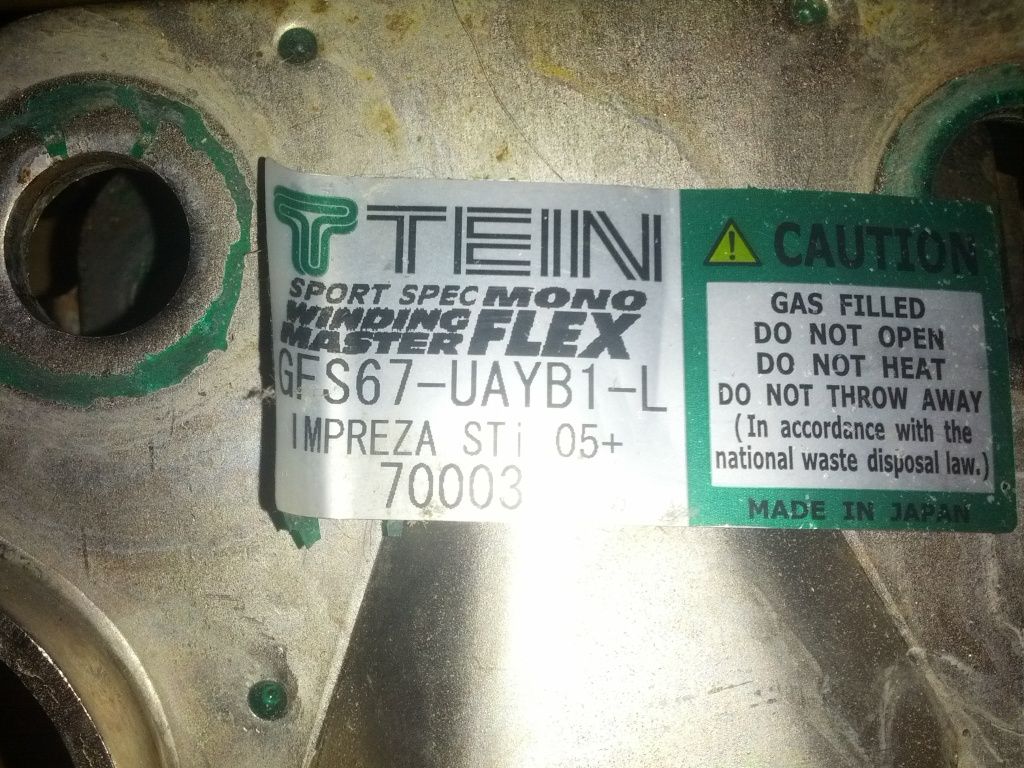 TEIN
SPORT SPEC MONO
WINDING
MASTER FLEX
GFS67-UAYB1-L
IMPREZA STi 05+
70003
CAUTION
GAS FILLED
DO NOT OPEN
DO NOT HEAT
DO NOT THROW AWAY
(In accordance with the
national waste disposal law.)
MADE IN JAPAN